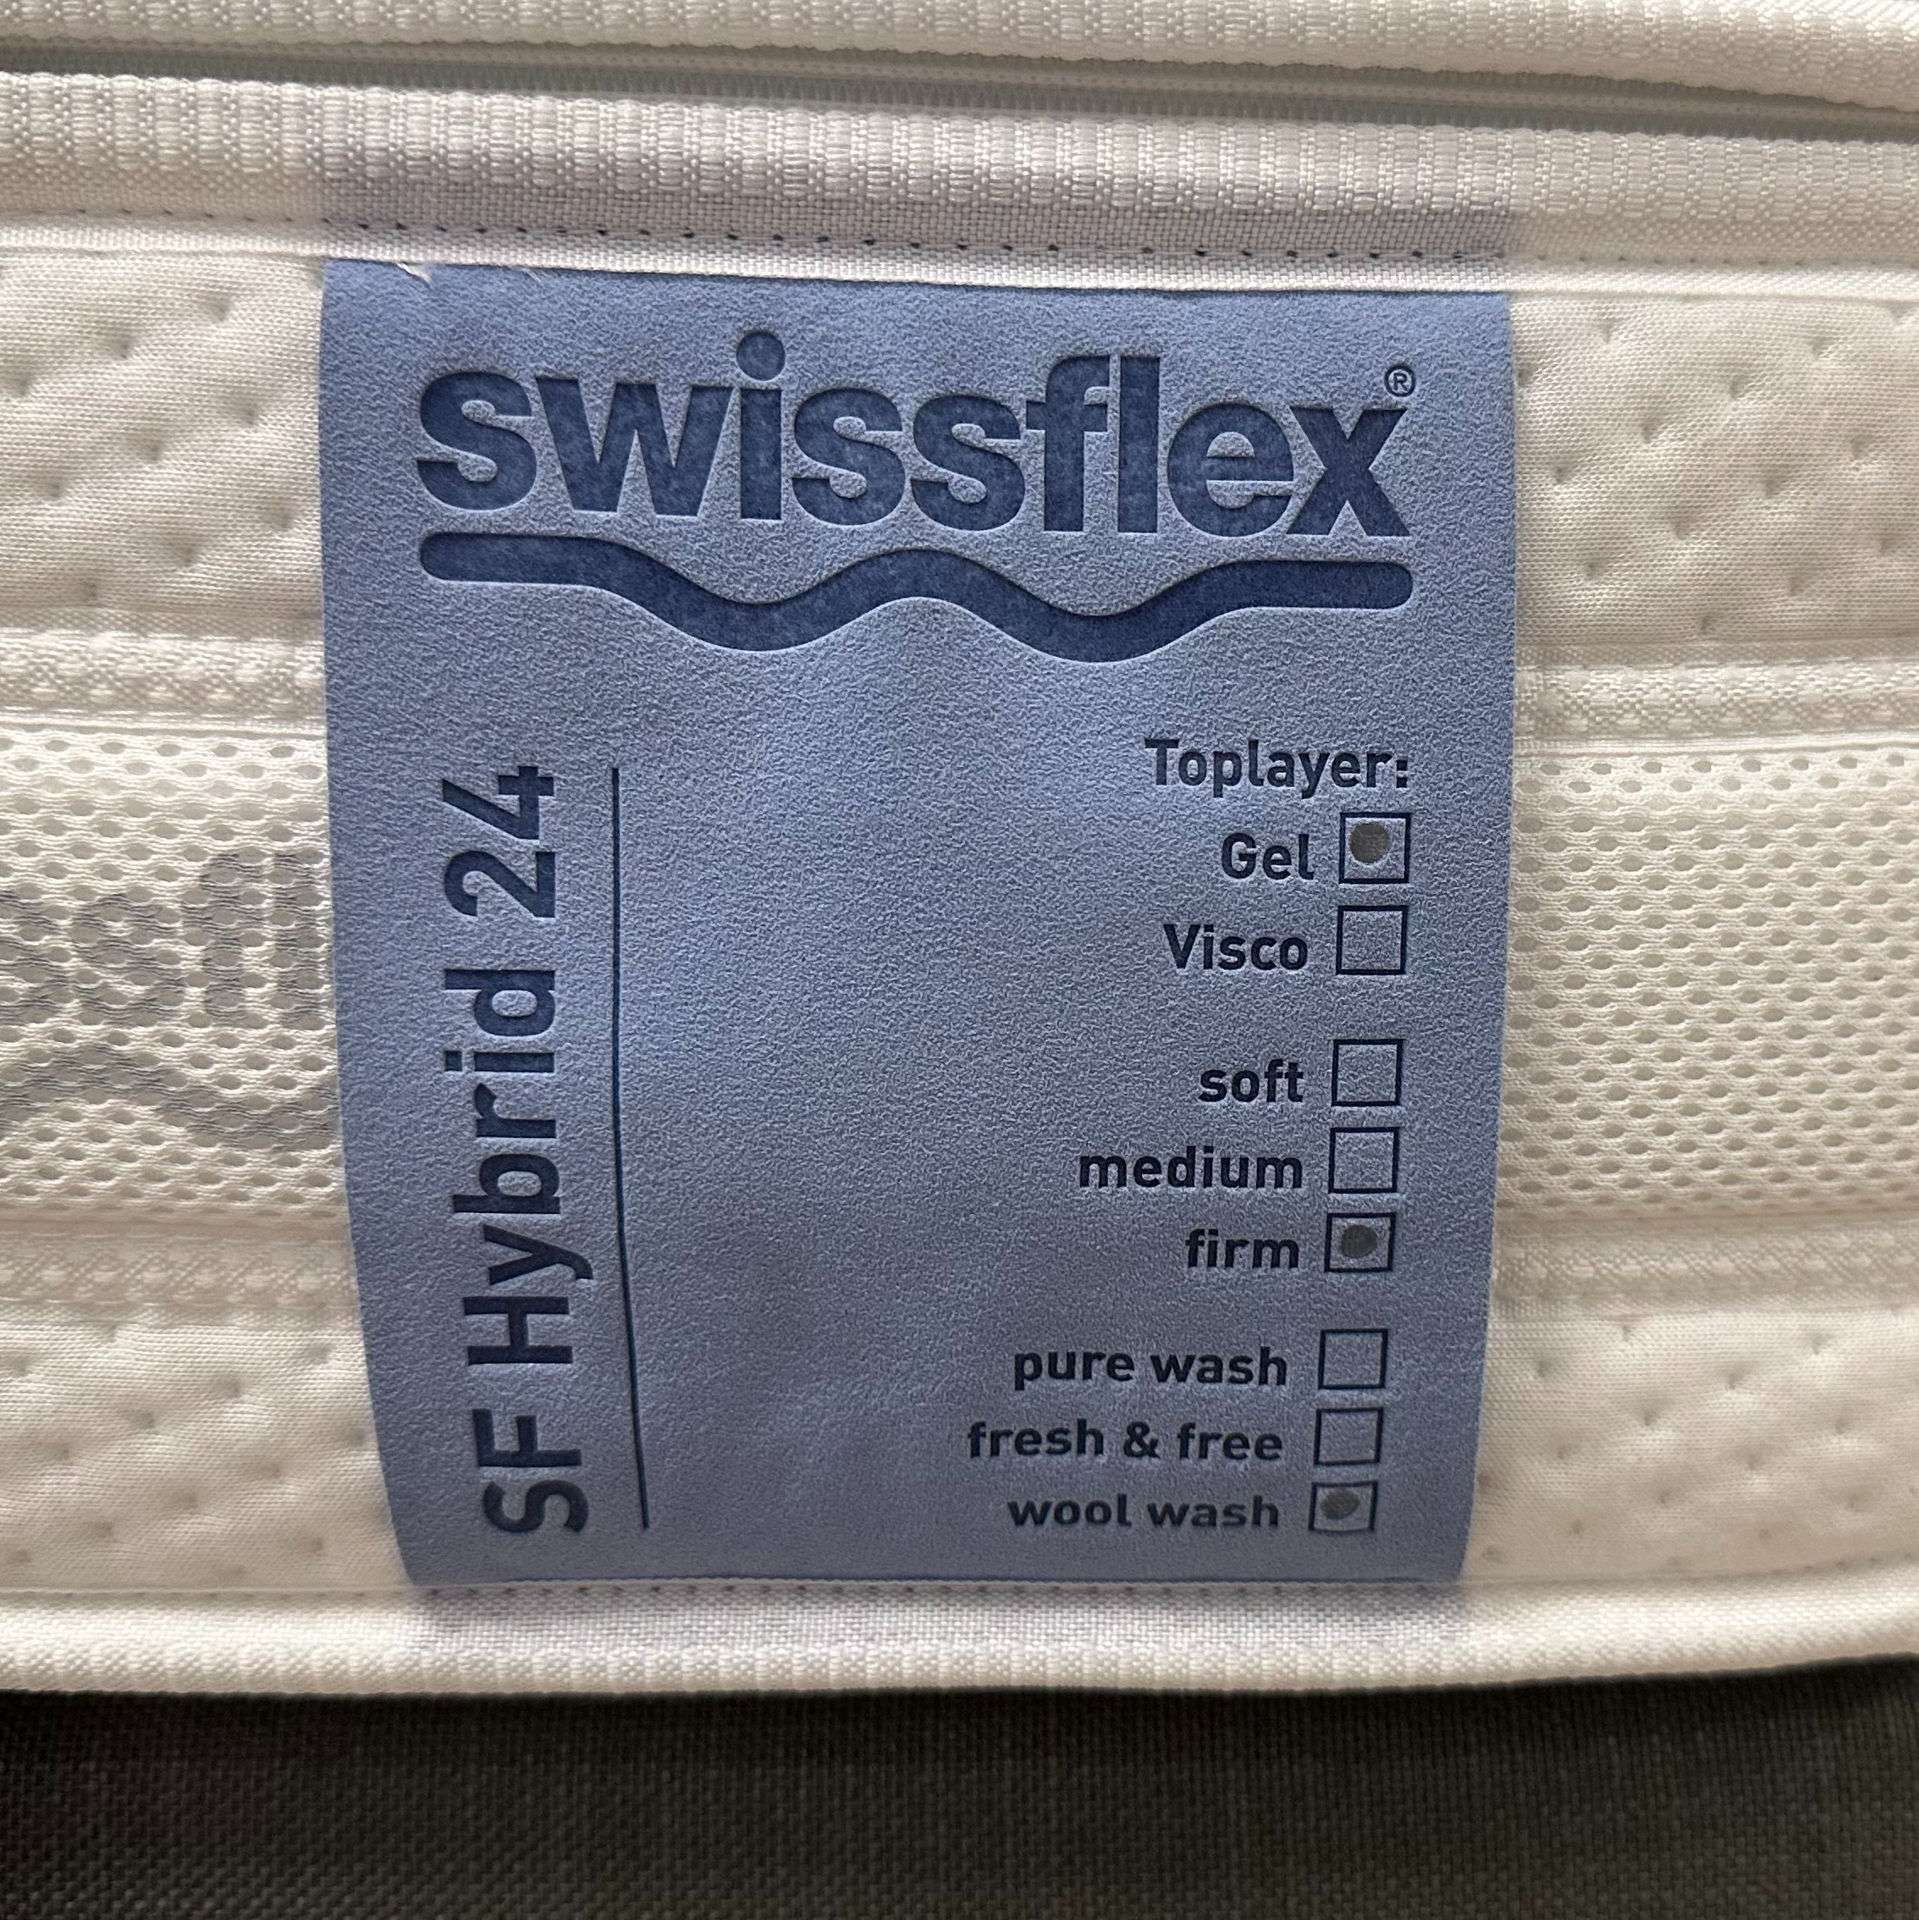 swissflex®
SF Hybrid 24
Toplayer:
Gel
Visco
soft
medium
firm
pure wash
fresh & free
wool wash